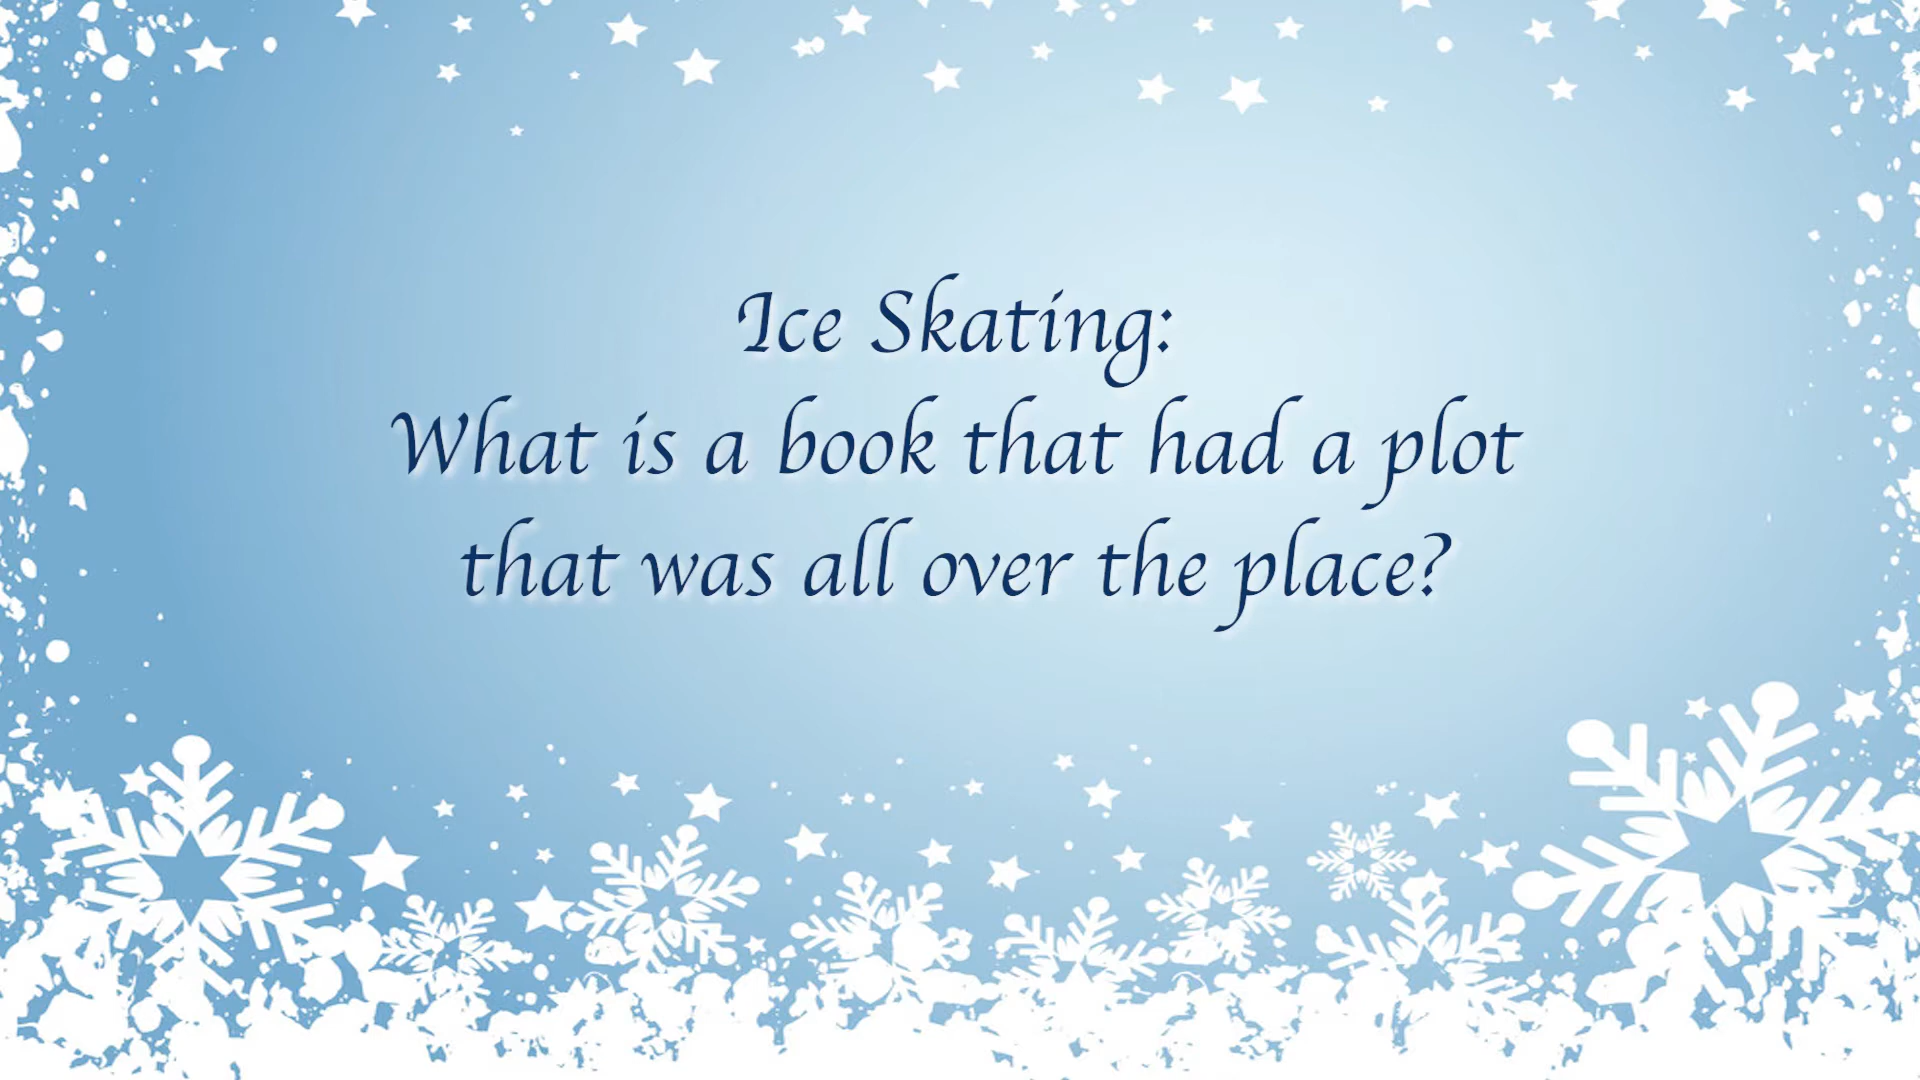 Ice Skating:
What is a book that had a plot
that was all over the place?